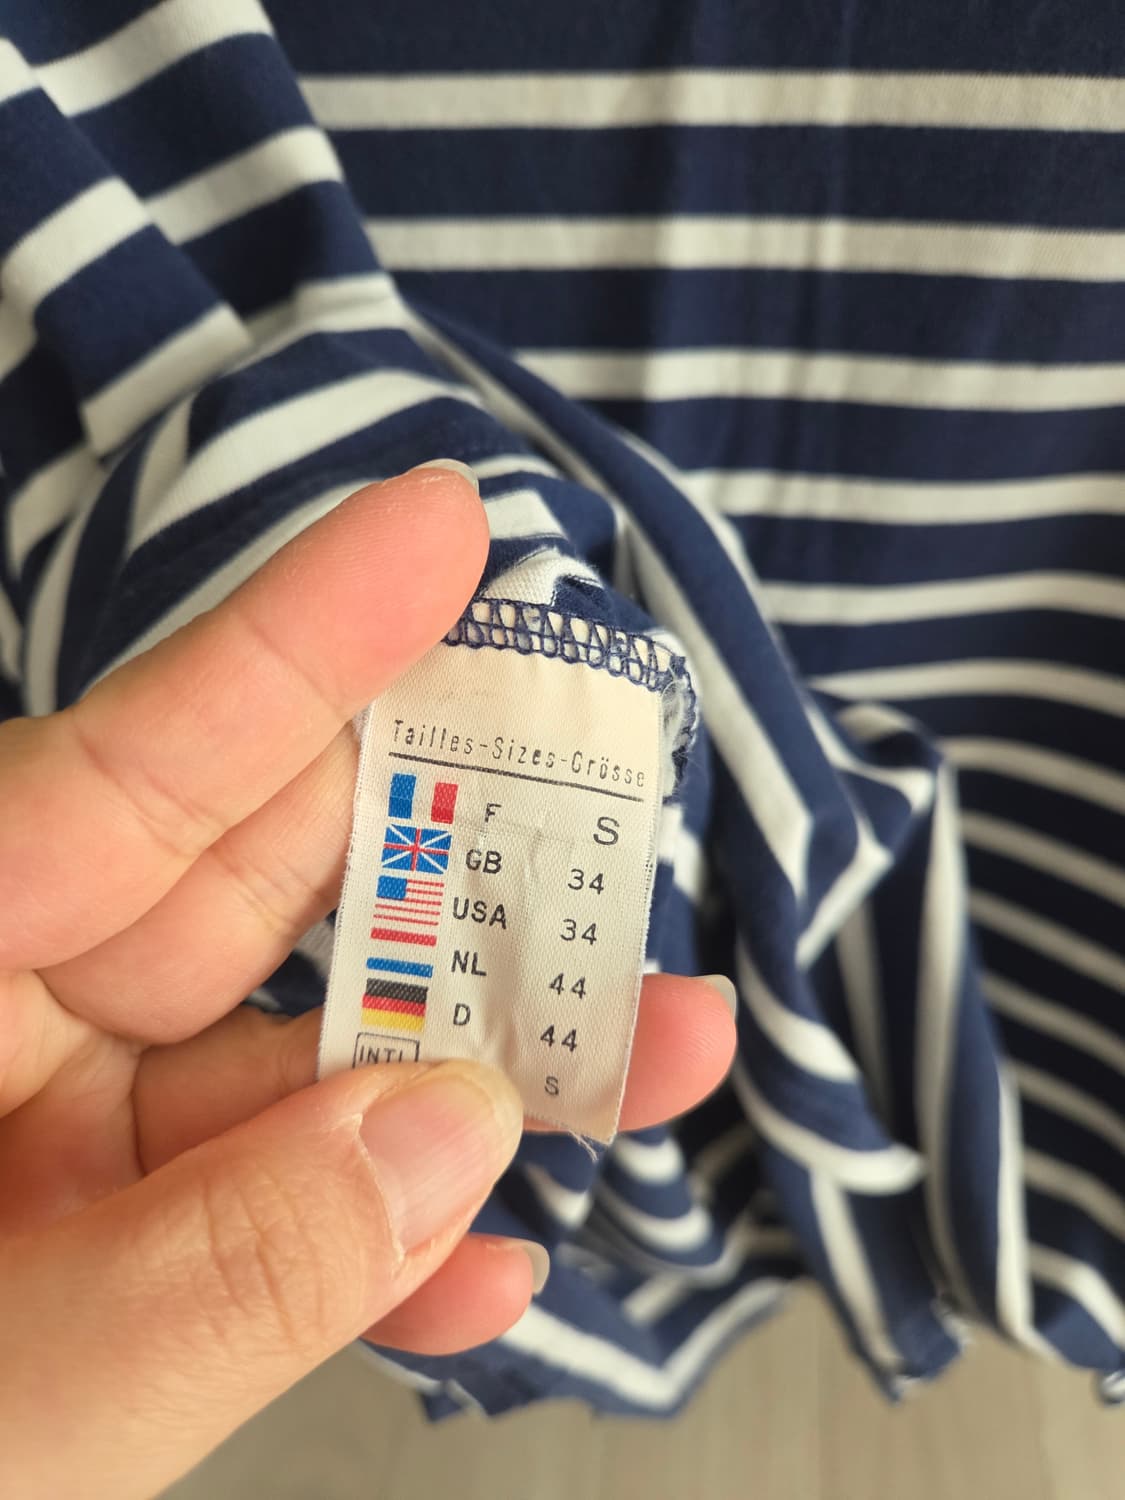 Tailles-Sizes-Grösse
F S
GB 34
USA 34
NL 44
D 44
INTL S